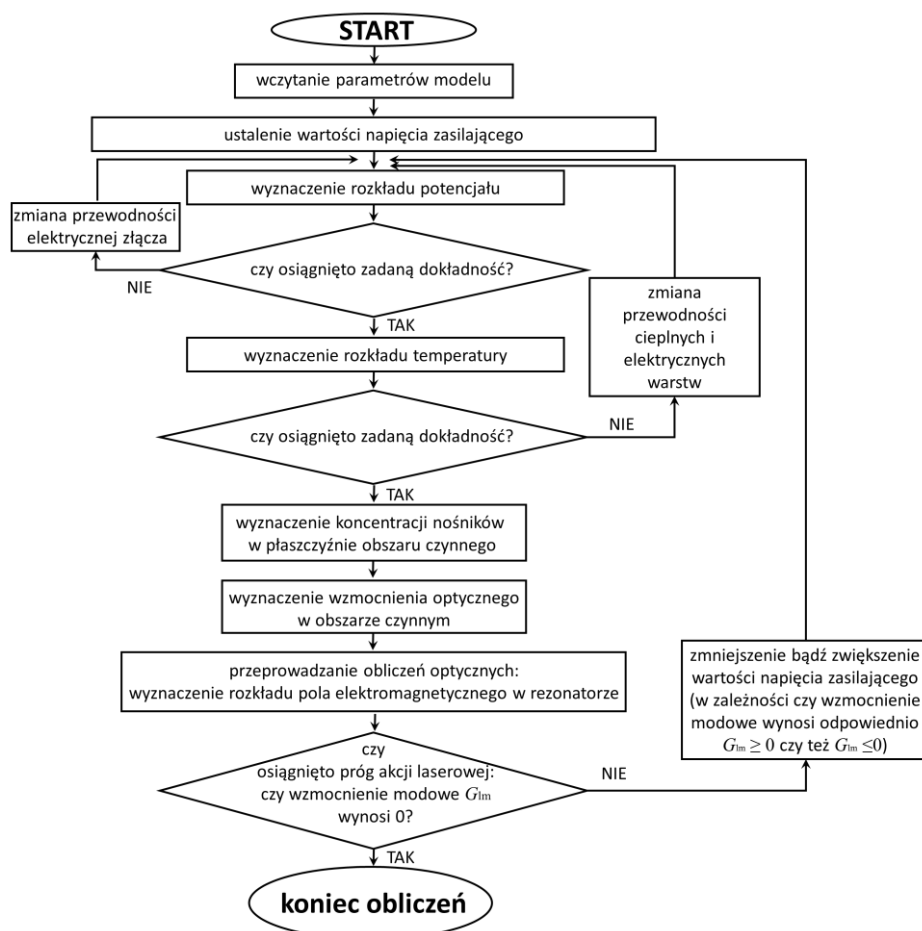 START
wczytanie parametrów modelu
ustalenie wartości napięcia zasilającego
wyznaczenie rozkładu potencjału
zmiana przewodności
elektrycznej złącza
czy osiągnięto zadaną dokładność?
NIE
TAK
zmiana
przewodności
cieplnych i
elektrycznych
warstw
wyznaczenie rozkładu temperatury
czy osiągnięto zadaną dokładność?
NIE
TAK
wyznaczenie koncentracji nośników
w płaszczyźnie obszaru czynnego
wyznaczenie wzmocnienia optycznego
w obszarze czynnym
przeprowadzanie obliczeń optycznych:
wyznaczenie rozkładu pola elektromagnetycznego w rezonatorze
zmniejszenie bądź zwiększenie
wartości napięcia zasilającego
(w zależności czy wzmocnienie
modowe wynosi odpowiednio
Glm ≥ 0 czy też Glm ≤0)
czy
osiągnięto próg akcji laserowej:
czy wzmocnienie modowe Glm
wynosi 0?
NIE
TAK
koniec obliczeń